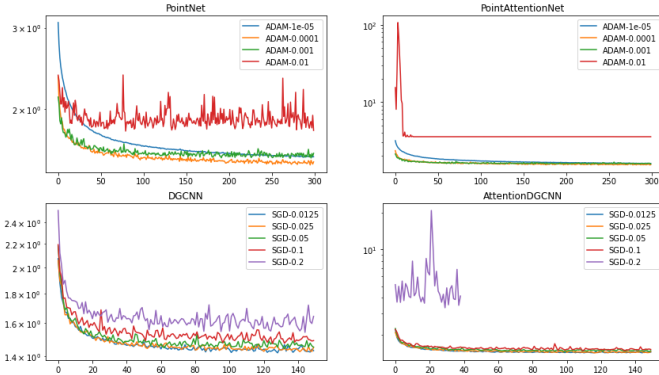 PointNet
3 × 10⁰
2 × 10⁰
ADAM-1e-05
ADAM-0.0001
ADAM-0.001
ADAM-0.01
0 50 100 150 200 250 300
PointAttentionNet
10²
10¹
ADAM-1e-05
ADAM-0.0001
ADAM-0.001
ADAM-0.01
0 50 100 150 200 250 300
DGCNN
2.4 × 10⁰
2.2 × 10⁰
2 × 10⁰
1.8 × 10⁰
1.6 × 10⁰
1.4 × 10⁰
SGD-0.0125
SGD-0.025
SGD-0.05
SGD-0.1
SGD-0.2
0 20 40 60 80 100 120 140
AttentionDGCNN
10¹
SGD-0.0125
SGD-0.025
SGD-0.05
SGD-0.1
SGD-0.2
0 20 40 60 80 100 120 140